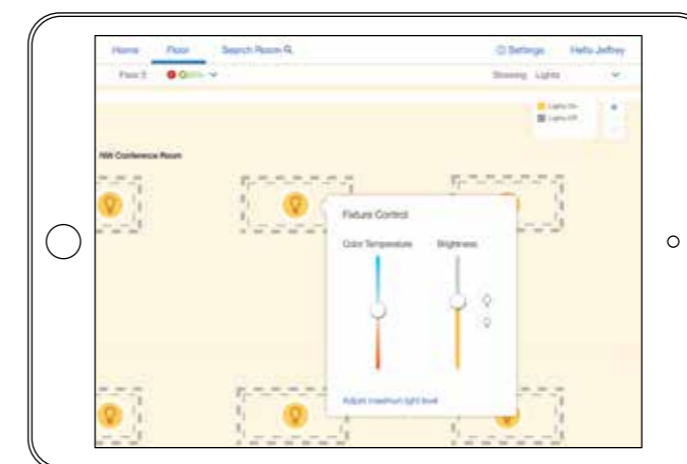 Home Floor Search Room Settings Hello Jeffrey
Floor Showing Lights
Lights On
Lights Off
NW Conference Room
Fixture Control
Color Temperature Brightness
Adjust maximum light level